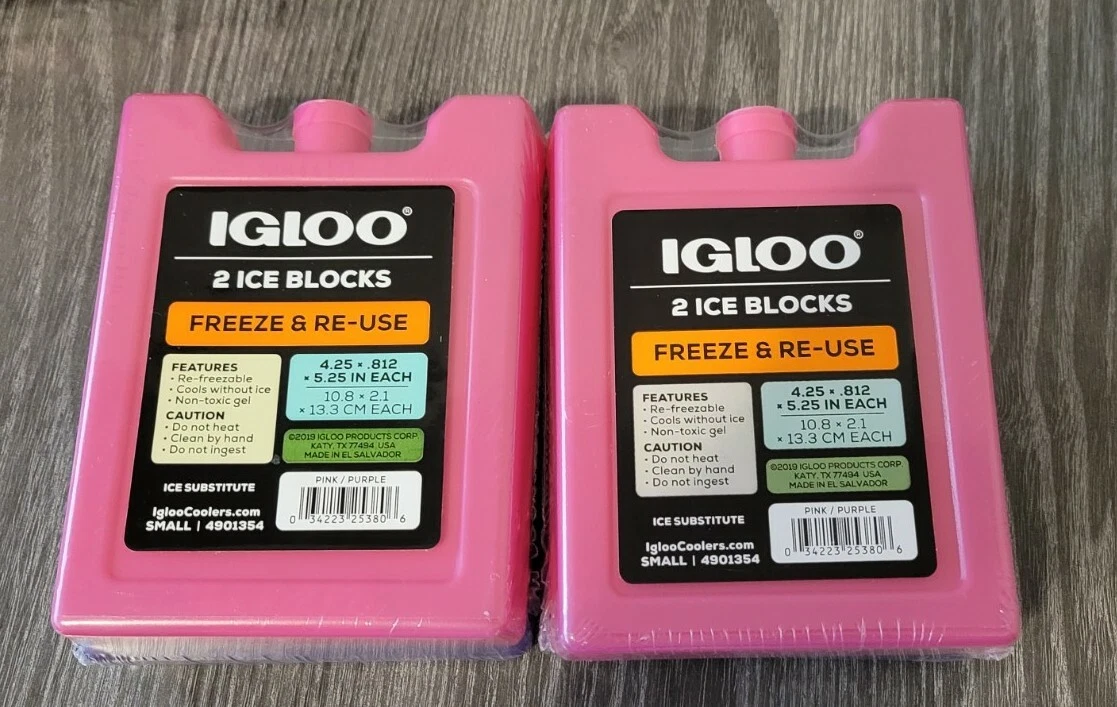 IGLOO®
2 ICE BLOCKS
FREEZE & RE-USE
FEATURES
• Re-freezable
• Cools without ice
• Non-toxic gel
CAUTION
• Do not heat
• Clean by hand
• Do not ingest
4.25 × .812
× 5.25 IN EACH
10.8 × 2.1
× 13.3 CM EACH
©2019 IGLOO PRODUCTS CORP.
KATY, TX 77494, USA
MADE IN EL SALVADOR
ICE SUBSTITUTE
IglooCoolers.com
SMALL | 4901354
PINK / PURPLE
0 34223 25380 6
IGLOO®
2 ICE BLOCKS
FREEZE & RE-USE
FEATURES
• Re-freezable
• Cools without ice
• Non-toxic gel
CAUTION
• Do not heat
• Clean by hand
• Do not ingest
4.25 × .812
× 5.25 IN EACH
10.8 × 2.1
× 13.3 CM EACH
©2019 IGLOO PRODUCTS CORP.
KATY, TX 77494, USA
MADE IN EL SALVADOR
ICE SUBSTITUTE
IglooCoolers.com
SMALL | 4901354
PINK / PURPLE
0 34223 25380 6